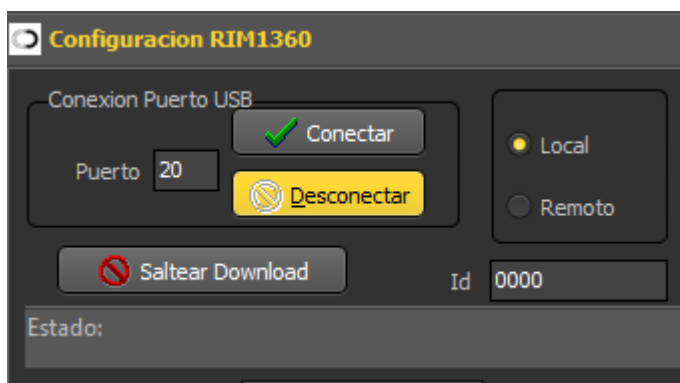 Configuracion RIM1360
Conexion Puerto USB
Conectar
Puerto 20
Desconectar
Local
Remoto
Saltear Download
Id 0000
Estado: